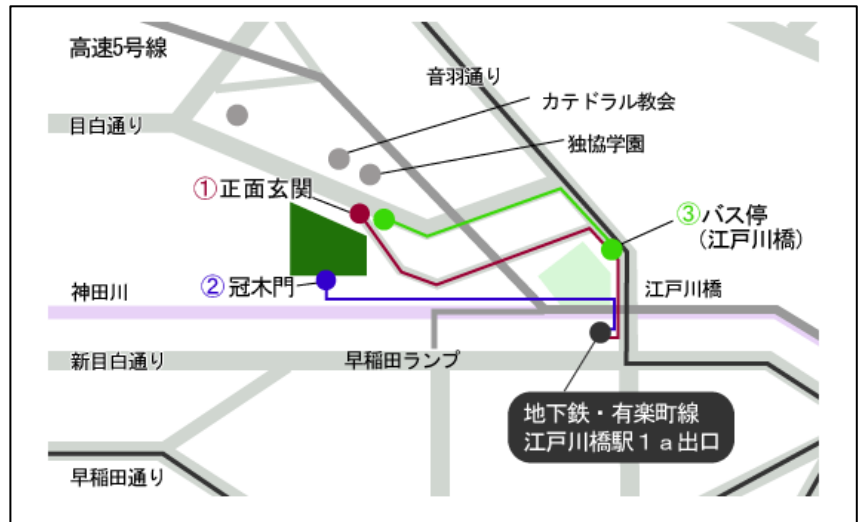 高速5号線
音羽通り
カテドラル教会
目白通り
独協学園
①正面玄関
③バス停
（江戸川橋）
②冠木門
神田川
江戸川橋
新目白通り
早稲田ランプ
地下鉄・有楽町線
江戸川橋駅１ａ出口
早稲田通り